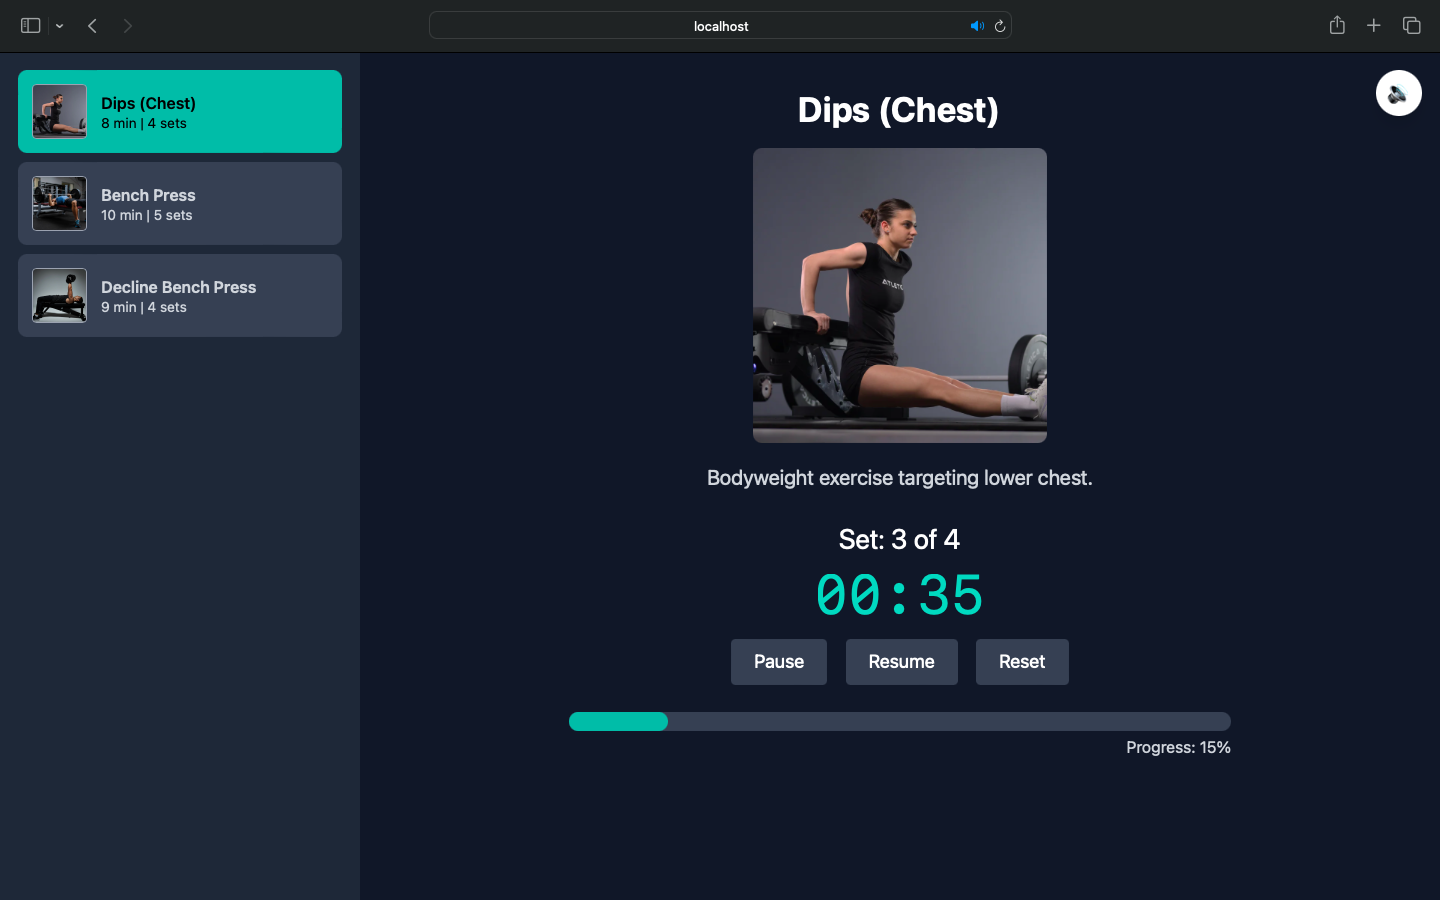 localhost
Dips (Chest)
8 min | 4 sets
Bench Press
10 min | 5 sets
Decline Bench Press
9 min | 4 sets
Dips (Chest)
Bodyweight exercise targeting lower chest.
Set: 3 of 4
00:35
Pause
Resume
Reset
Progress: 15%